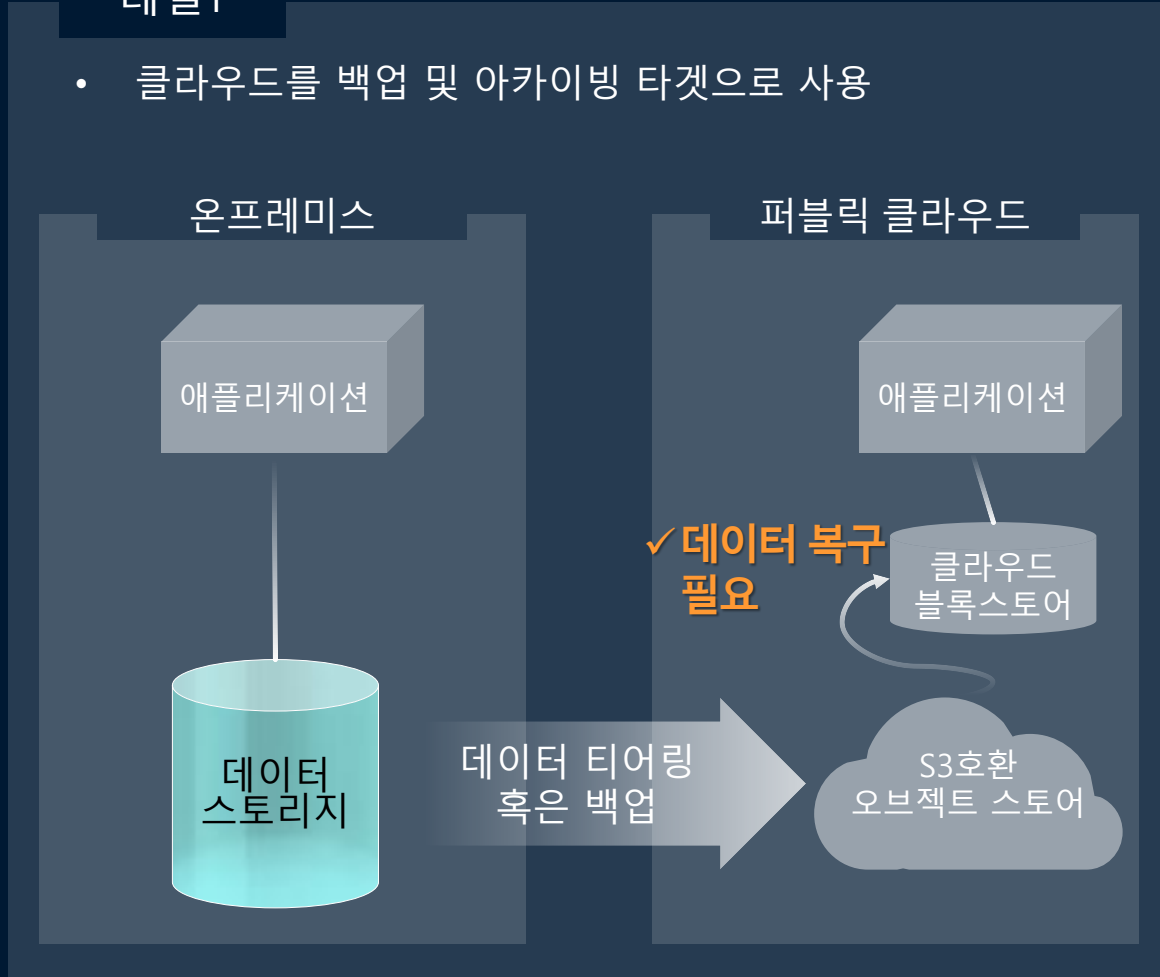 • 클라우드를 백업 및 아카이빙 타겟으로 사용
온프레미스
퍼블릭 클라우드
애플리케이션
애플리케이션
✓데이터 복구
필요
클라우드
블록스토어
데이터
스토리지
데이터 티어링
혹은 백업
S3호환
오브젝트 스토어